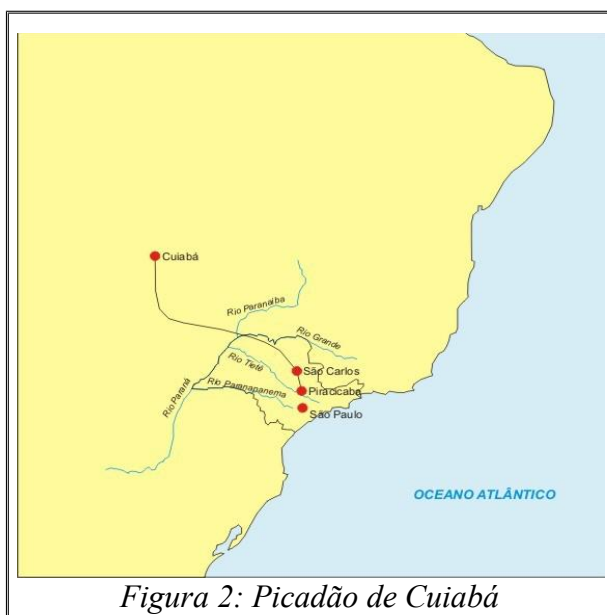 Cuiabá
Rio Paranaiba
Rio Grande
São Carlos
Rio Tietê
Rio Paranapanema
Piracicaba
Rio Paraná
São Paulo
OCEANO ATLÂNTICO
Figura 2: Picadão de Cuiabá